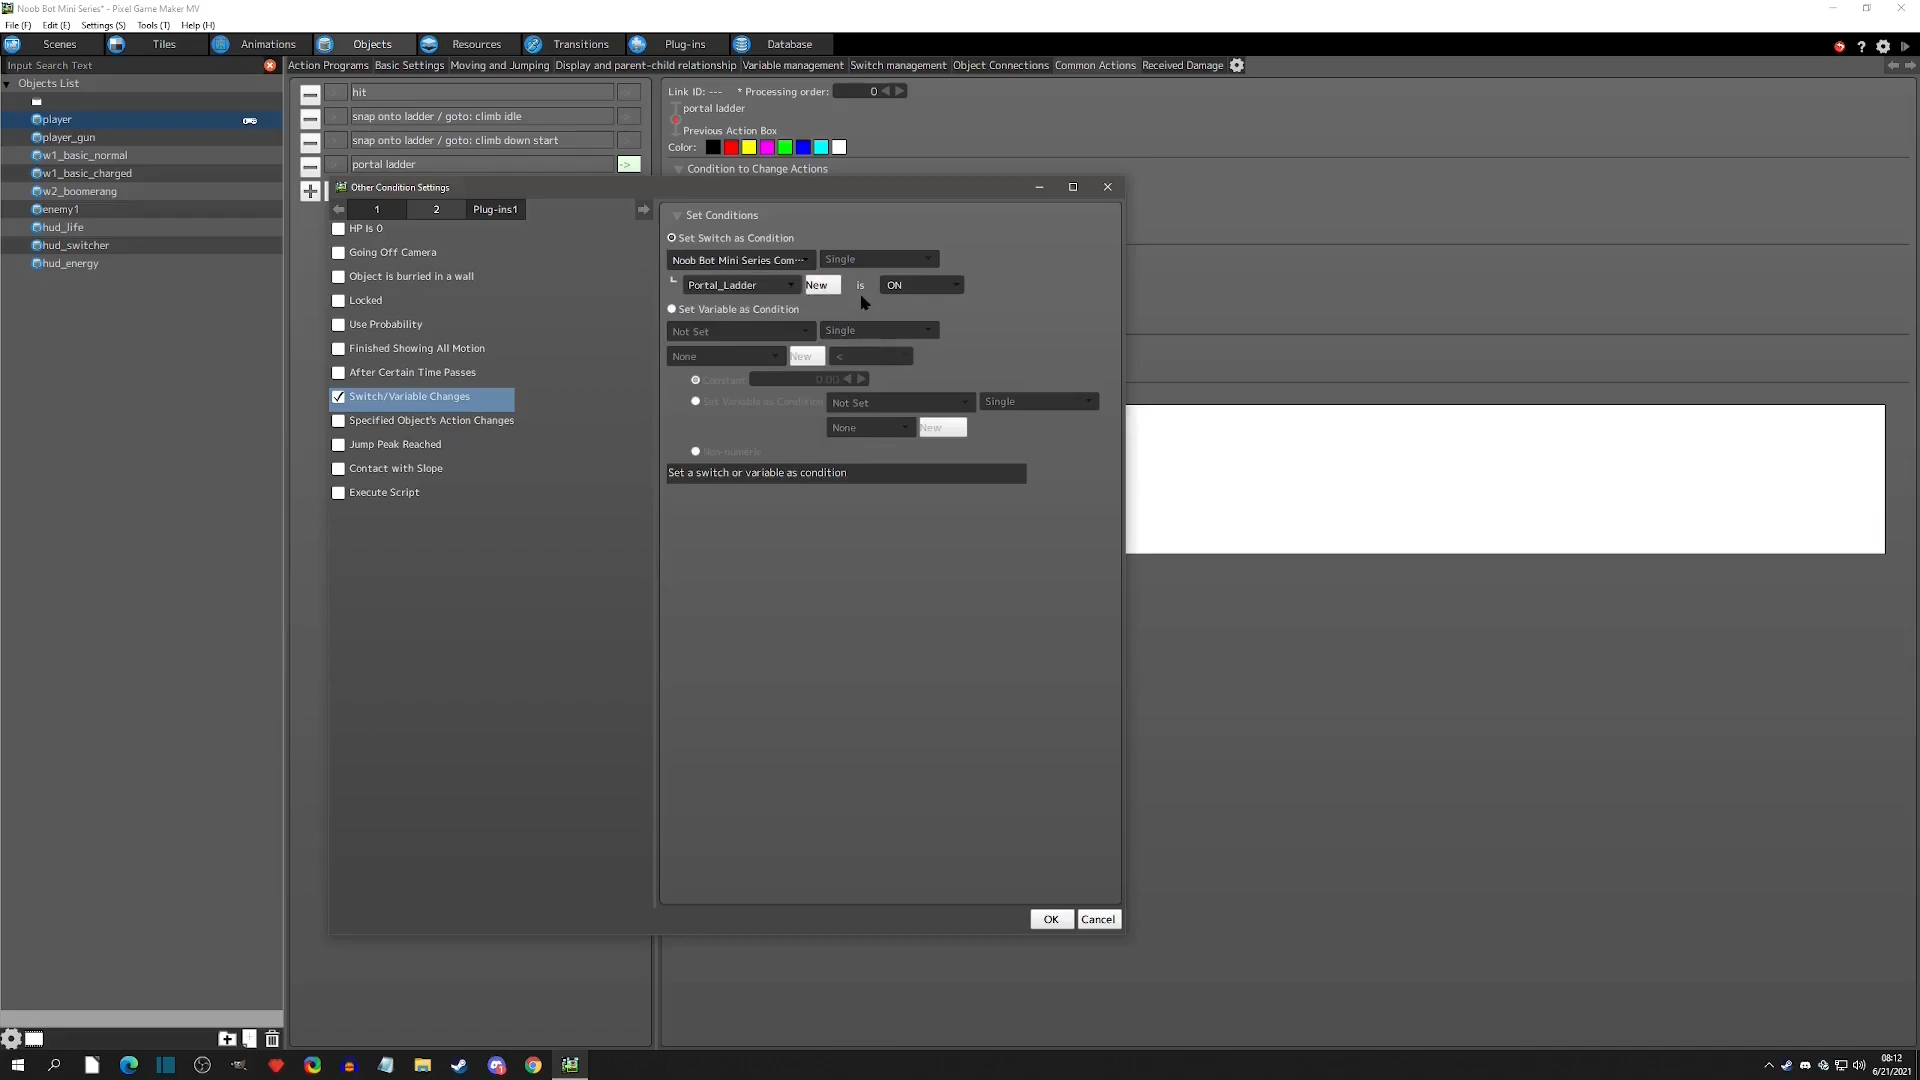 Noob Bot Mini Series* - Pixel Game Maker MV
File (F) Edit (E) Settings (S) Tools (T) Help (H)
Scenes Tiles Animations Objects Resources Transitions Plug-ins Database
Input Search Text
Action Programs Basic Settings Moving and Jumping Display and parent-child relationship Variable management Switch management Object Connections Common Actions Received Damage
Objects List
player
player_gun
w1_basic_normal
w1_basic_charged
w2_boomerang
enemy1
hud_life
hud_switcher
hud_energy
hit
snap onto ladder / goto: climb idle
snap onto ladder / goto: climb down start
portal ladder
->
Link ID: --- * Processing order: 0
portal ladder
Previous Action Box
Color:
Condition to Change Actions
Other Condition Settings
1 2 Plug-ins1
HP Is 0
Going Off Camera
Object is burried in a wall
Locked
Use Probability
Finished Showing All Motion
After Certain Time Passes
Switch/Variable Changes
Specified Object's Action Changes
Jump Peak Reached
Contact with Slope
Execute Script
Set Conditions
Set Switch as Condition
Noob Bot Mini Series Com··· Single
Portal_Ladder New is ON
Set Variable as Condition
Not Set Single
None New <
Constant 0.00
Set Variable as Condition Not Set Single
None New
Non-numeric
Set a switch or variable as condition
OK Cancel
08:12
6/21/2021